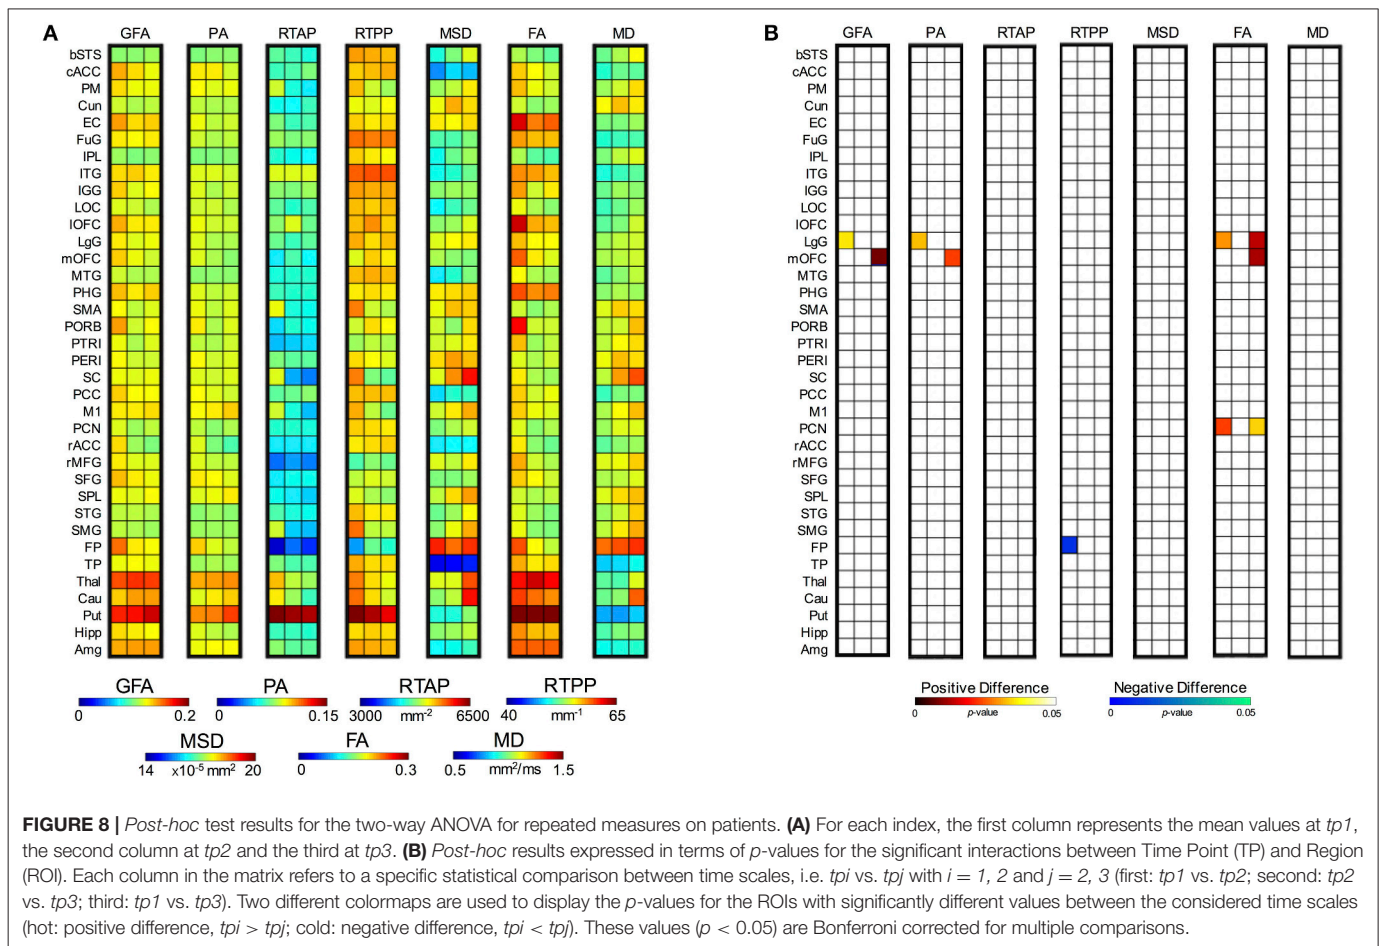 A
GFA PA RTAP RTPP MSD FA MD
bSTS
cACC
PM
Cun
EC
FuG
IPL
ITG
IGG
LOC
lOFC
LgG
mOFC
MTG
PHG
SMA
PORB
PTRI
PERI
SC
PCC
M1
PCN
rACC
rMFG
SFG
SPL
STG
SMG
FP
TP
Thal
Cau
Put
Hipp
Amg
GFA PA RTAP RTPP
0 0.2 0 0.15 3000 mm-2 6500 40 mm-1 65
MSD FA MD
14 x10-5 mm2 20 0 0.3 0.5 mm2/ms 1.5
B
GFA PA RTAP RTPP MSD FA MD
bSTS
cACC
PM
Cun
EC
FuG
IPL
ITG
IGG
LOC
lOFC
LgG
mOFC
MTG
PHG
SMA
PORB
PTRI
PERI
SC
PCC
M1
PCN
rACC
rMFG
SFG
SPL
STG
SMG
FP
TP
Thal
Cau
Put
Hipp
Amg
Positive Difference Negative Difference
0 p-value 0.05 0 p-value 0.05
FIGURE 8 | Post-hoc test results for the two-way ANOVA for repeated measures on patients. (A) For each index, the first column represents the mean values at tp1,
the second column at tp2 and the third at tp3. (B) Post-hoc results expressed in terms of p-values for the significant interactions between Time Point (TP) and Region
(ROI). Each column in the matrix refers to a specific statistical comparison between time scales, i.e. tpi vs. tpj with i = 1, 2 and j = 2, 3 (first: tp1 vs. tp2; second: tp2
vs. tp3; third: tp1 vs. tp3). Two different colormaps are used to display the p-values for the ROIs with significantly different values between the considered time scales
(hot: positive difference, tpi > tpj; cold: negative difference, tpi < tpj). These values (p < 0.05) are Bonferroni corrected for multiple comparisons.